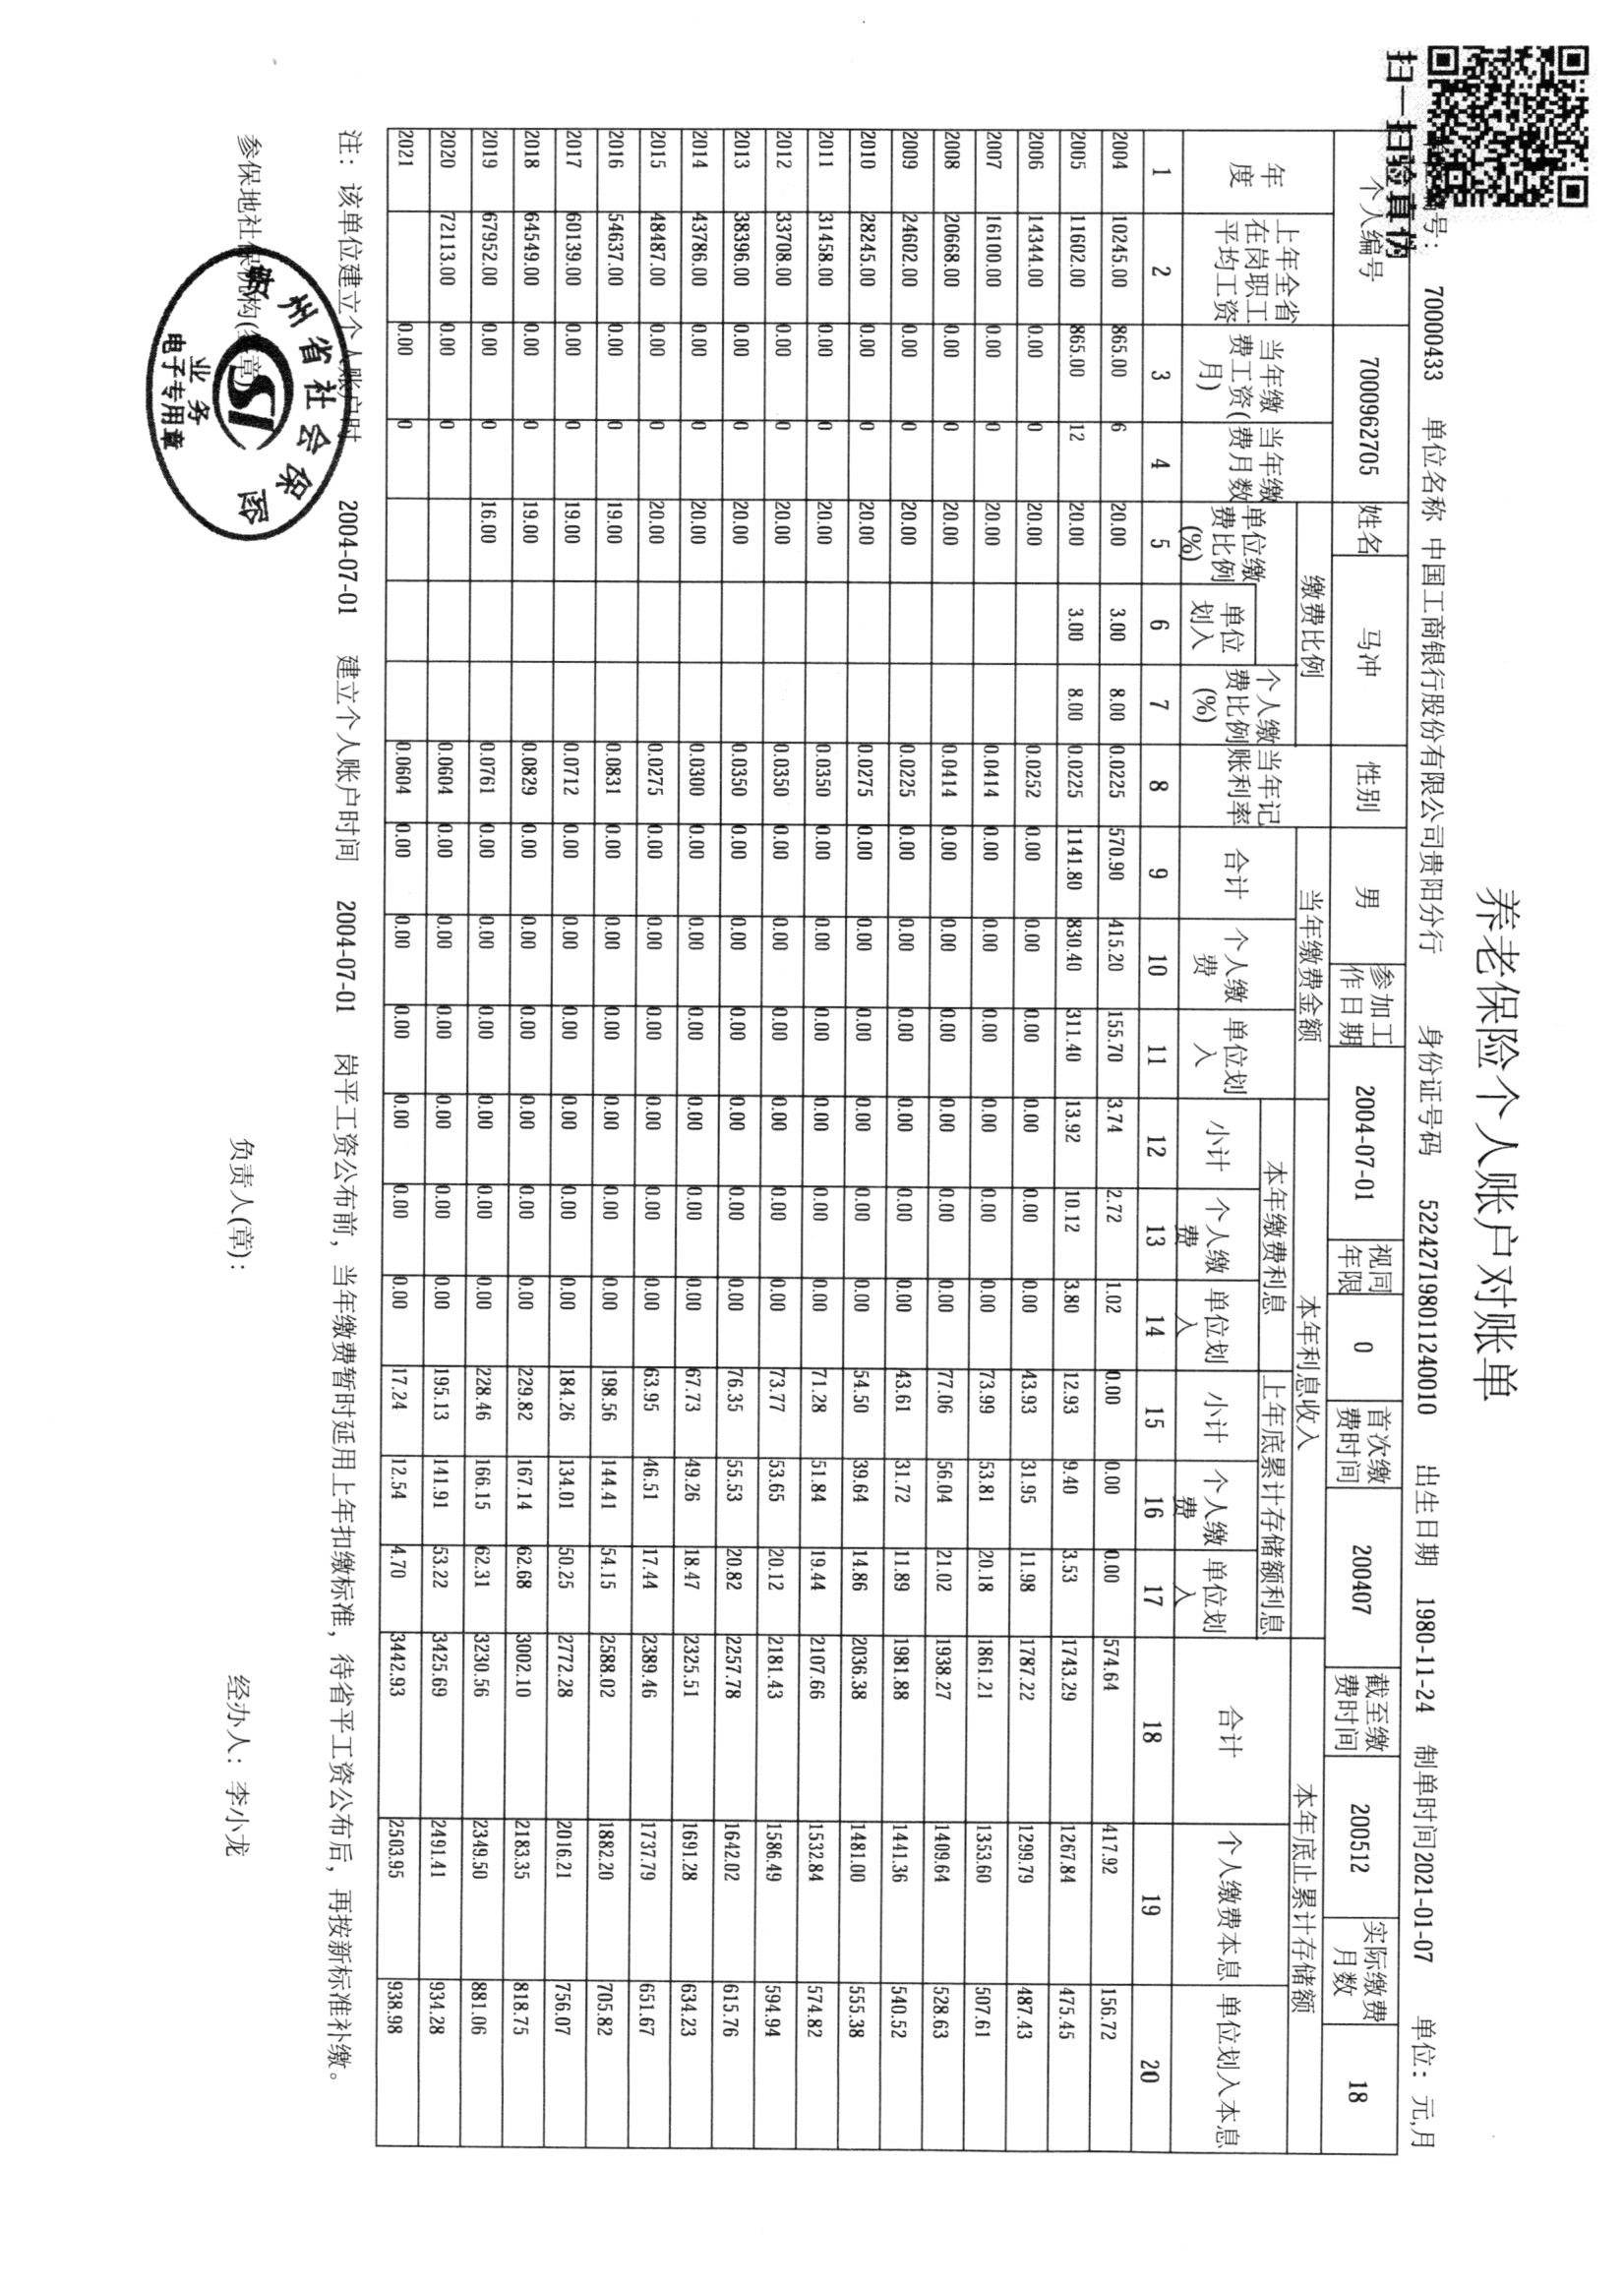 养老保险个人账户对账单
扫一扫验真伪
编号: 70000433 单位名称 中国工商银行股份有限公司贵阳分行 身份证号码 522427198011240010 出生日期 1980-11-24 制单时间2021-01-07 单位: 元,月
个人编号 7000962705 姓名 马冲 性别 男 参加工作日期 2004-07-01 视同年限 0 首次缴费时间 200407 截至缴费时间 200512 实际缴费月数 18
年度 上年全省在岗职工平均工资 当年缴费工资(月) 当年缴费月数 缴费比例 当年记账利率 当年缴费金额 本年利息收入 本年底止累计存储额
本年缴费利息 上年底累计存储额利息
单位缴费比例(%) 单位划入 个人缴费比例(%) 合计 个人缴费 单位划入 小计 个人缴费 单位划入 小计 个人缴费 单位划入 合计 个人缴费本息 单位划入本息
1 2 3 4 5 6 7 8 9 10 11 12 13 14 15 16 17 18 19 20
2004 10245.00 865.00 6 20.00 3.00 8.00 0.0225 570.90 415.20 155.70 3.74 2.72 1.02 0.00 0.00 0.00 574.64 417.92 156.72
2005 11602.00 865.00 12 20.00 3.00 8.00 0.0225 1141.80 830.40 311.40 13.92 10.12 3.80 12.93 9.40 3.53 1743.29 1267.84 475.45
2006 14344.00 0.00 0 20.00 0.0252 0.00 0.00 0.00 0.00 0.00 0.00 43.93 31.95 11.98 1787.22 1299.79 487.43
2007 16100.00 0.00 0 20.00 0.0414 0.00 0.00 0.00 0.00 0.00 0.00 73.99 53.81 20.18 1861.21 1353.60 507.61
2008 20668.00 0.00 0 20.00 0.0414 0.00 0.00 0.00 0.00 0.00 0.00 77.06 56.04 21.02 1938.27 1409.64 528.63
2009 24602.00 0.00 0 20.00 0.0225 0.00 0.00 0.00 0.00 0.00 0.00 43.61 31.72 11.89 1981.88 1441.36 540.52
2010 28245.00 0.00 0 20.00 0.0275 0.00 0.00 0.00 0.00 0.00 0.00 54.50 39.64 14.86 2036.38 1481.00 555.38
2011 31458.00 0.00 0 20.00 0.0350 0.00 0.00 0.00 0.00 0.00 0.00 71.28 51.84 19.44 2107.66 1532.84 574.82
2012 33708.00 0.00 0 20.00 0.0350 0.00 0.00 0.00 0.00 0.00 0.00 73.77 53.65 20.12 2181.43 1586.49 594.94
2013 38396.00 0.00 0 20.00 0.0350 0.00 0.00 0.00 0.00 0.00 0.00 76.35 55.53 20.82 2257.78 1642.02 615.76
2014 43786.00 0.00 0 20.00 0.0300 0.00 0.00 0.00 0.00 0.00 0.00 67.73 49.26 18.47 2325.51 1691.28 634.23
2015 48487.00 0.00 0 20.00 0.0275 0.00 0.00 0.00 0.00 0.00 0.00 63.95 46.51 17.44 2389.46 1737.79 651.67
2016 54637.00 0.00 0 19.00 0.0831 0.00 0.00 0.00 0.00 0.00 0.00 198.56 144.41 54.15 2588.02 1882.20 705.82
2017 60139.00 0.00 0 19.00 0.0712 0.00 0.00 0.00 0.00 0.00 0.00 184.26 134.01 50.25 2772.28 2016.21 756.07
2018 64549.00 0.00 0 19.00 0.0829 0.00 0.00 0.00 0.00 0.00 0.00 229.82 167.14 62.68 3002.10 2183.35 818.75
2019 67952.00 0.00 0 16.00 0.0761 0.00 0.00 0.00 0.00 0.00 0.00 228.46 166.15 62.31 3230.56 2349.50 881.06
2020 72113.00 0.00 0 0.0604 0.00 0.00 0.00 0.00 0.00 0.00 195.13 141.91 53.22 3425.69 2491.41 934.28
2021 0.00 0 0.0604 0.00 0.00 0.00 0.00 0.00 0.00 17.24 12.54 4.70 3442.93 2503.95 938.98
注: 该单位建立个人账户时 2004-07-01 建立个人账户时间 2004-07-01 岗平工资公布前, 当年缴费暂时延用上年扣缴标准, 待省平工资公布后, 再按新标准补缴。
参保地社保机构(签章) 负责人(章): 经办人: 李小龙
贵州省社会保险
SI
业务
电子专用章